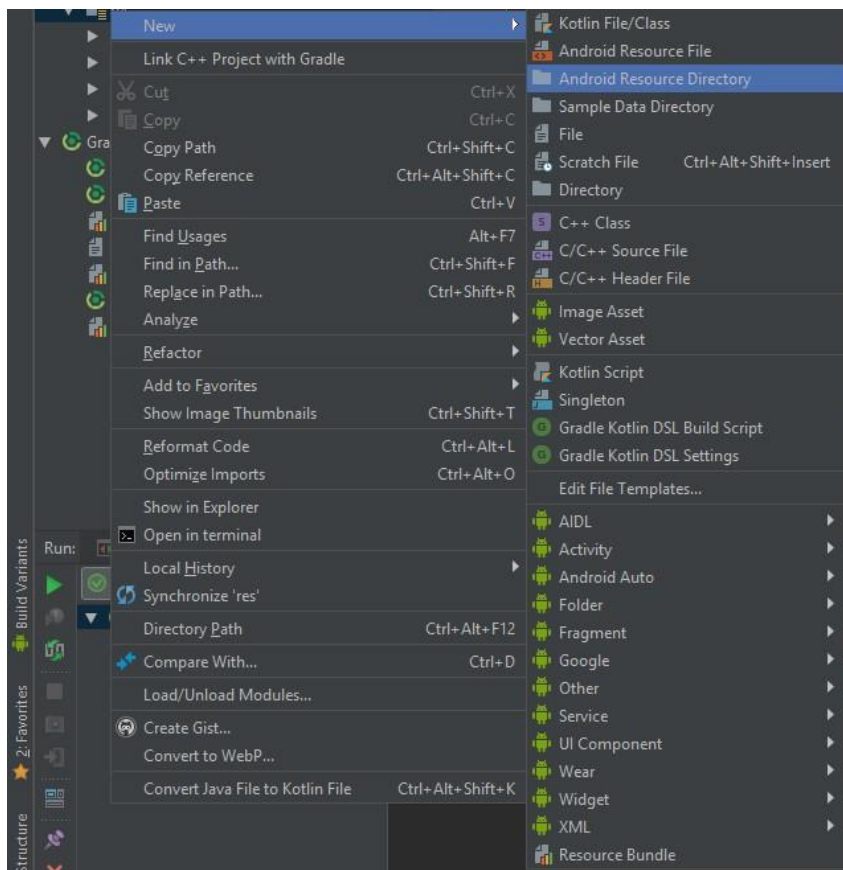 New
Link C++ Project with Gradle
Cut Ctrl+X
Copy Ctrl+C
Copy Path Ctrl+Shift+C
Copy Reference Ctrl+Alt+Shift+C
Paste Ctrl+V
Find Usages Alt+F7
Find in Path... Ctrl+Shift+F
Replace in Path... Ctrl+Shift+R
Analyze
Refactor
Add to Favorites
Show Image Thumbnails Ctrl+Shift+T
Reformat Code Ctrl+Alt+L
Optimize Imports Ctrl+Alt+O
Show in Explorer
Open in terminal
Local History
Synchronize 'res'
Directory Path Ctrl+Alt+F12
Compare With... Ctrl+D
Load/Unload Modules...
Create Gist...
Convert to WebP...
Convert Java File to Kotlin File Ctrl+Alt+Shift+K
Kotlin File/Class
Android Resource File
Android Resource Directory
Sample Data Directory
File
Scratch File Ctrl+Alt+Shift+Insert
Directory
S C++ Class
C/C++ Source File
H C/C++ Header File
Image Asset
Vector Asset
Kotlin Script
Singleton
G Gradle Kotlin DSL Build Script
G Gradle Kotlin DSL Settings
Edit File Templates...
AIDL
Activity
Android Auto
Folder
Fragment
Google
Other
Service
UI Component
Wear
Widget
XML
Resource Bundle
Gra
Run:
Build Variants
2: Favorites
Structure